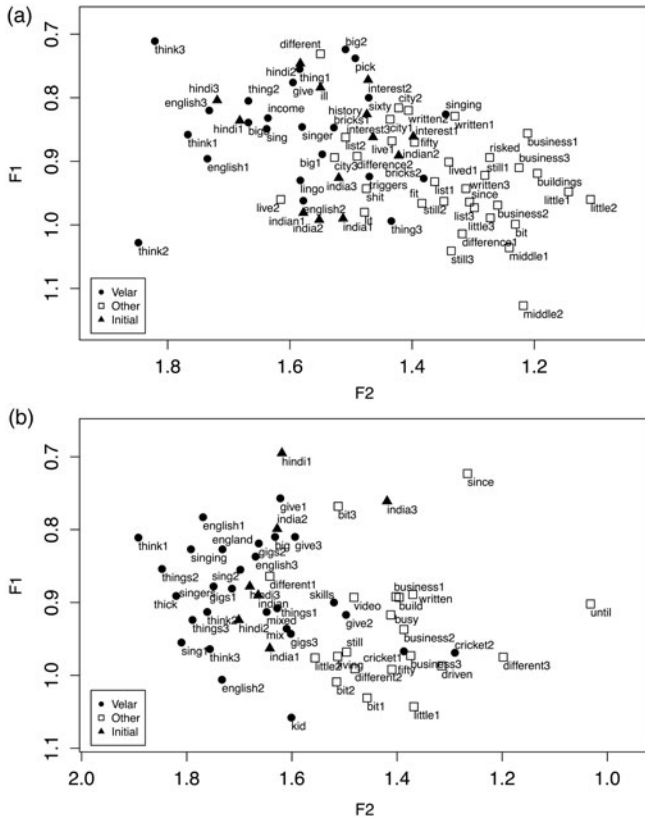 (a)
0.7
0.8
0.9
1.0
1.1
F1
1.8
1.6
1.4
1.2
F2
think3
different
big2
hindi2
pick
thing1
give
ill
interest2
hindi3
thing2
english3
income
history
sixty
city2
singing
hindi1
big3
bricks1
written2
written1
think1
sing
singer
interest3
city1
interest1
list2
live1
fifty
business1
english1
big1
city3
difference2
indian2
risked
business3
lingo
india3
bricks2
lived1
still1
buildings
triggers
live2
english2
shit
fit
list1
written3
little1
little2
indian1
india2
india1
lit
still2
since
list3
business2
thing3
little3
bit
think2
difference1
still3
middle1
middle2
Velar
Other
Initial
(b)
0.7
0.8
0.9
1.0
1.1
F1
2.0
1.8
1.6
1.4
1.2
1.0
F2
hindi1
since
give1
bit3
india3
english1
india2
think1
england
big
give3
singing
gigs2
english3
things2
sing2
different1
thick
singers
gigs1
hindi3
indian
skills
video
business1
written
build
until
think2
things1
things3
hindi2
mixed
give2
busy
mix
business2
sing1
think3
gigs3
india1
still
cricket1
cricket2
little2
living
business3
different3
english2
different2
fifty
driven
bit2
kid
bit1
little1
Velar
Other
Initial